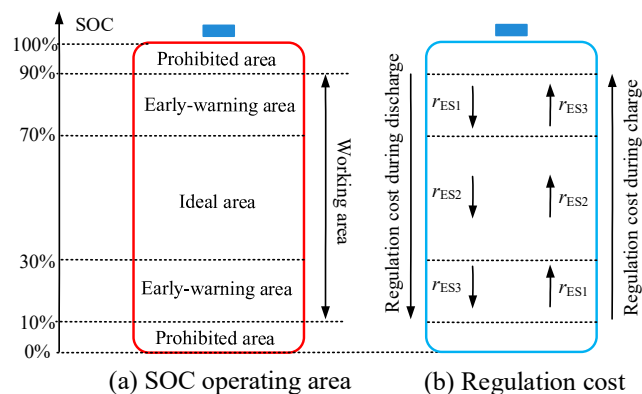 SOC
100%
90%
70%
30%
10%
0%
Prohibited area
Early-warning area
Ideal area
Early-warning area
Prohibited area
Working area
(a) SOC operating area
Regulation cost during discharge
rES1
rES3
rES2
rES2
rES3
rES1
Regulation cost during charge
(b) Regulation cost